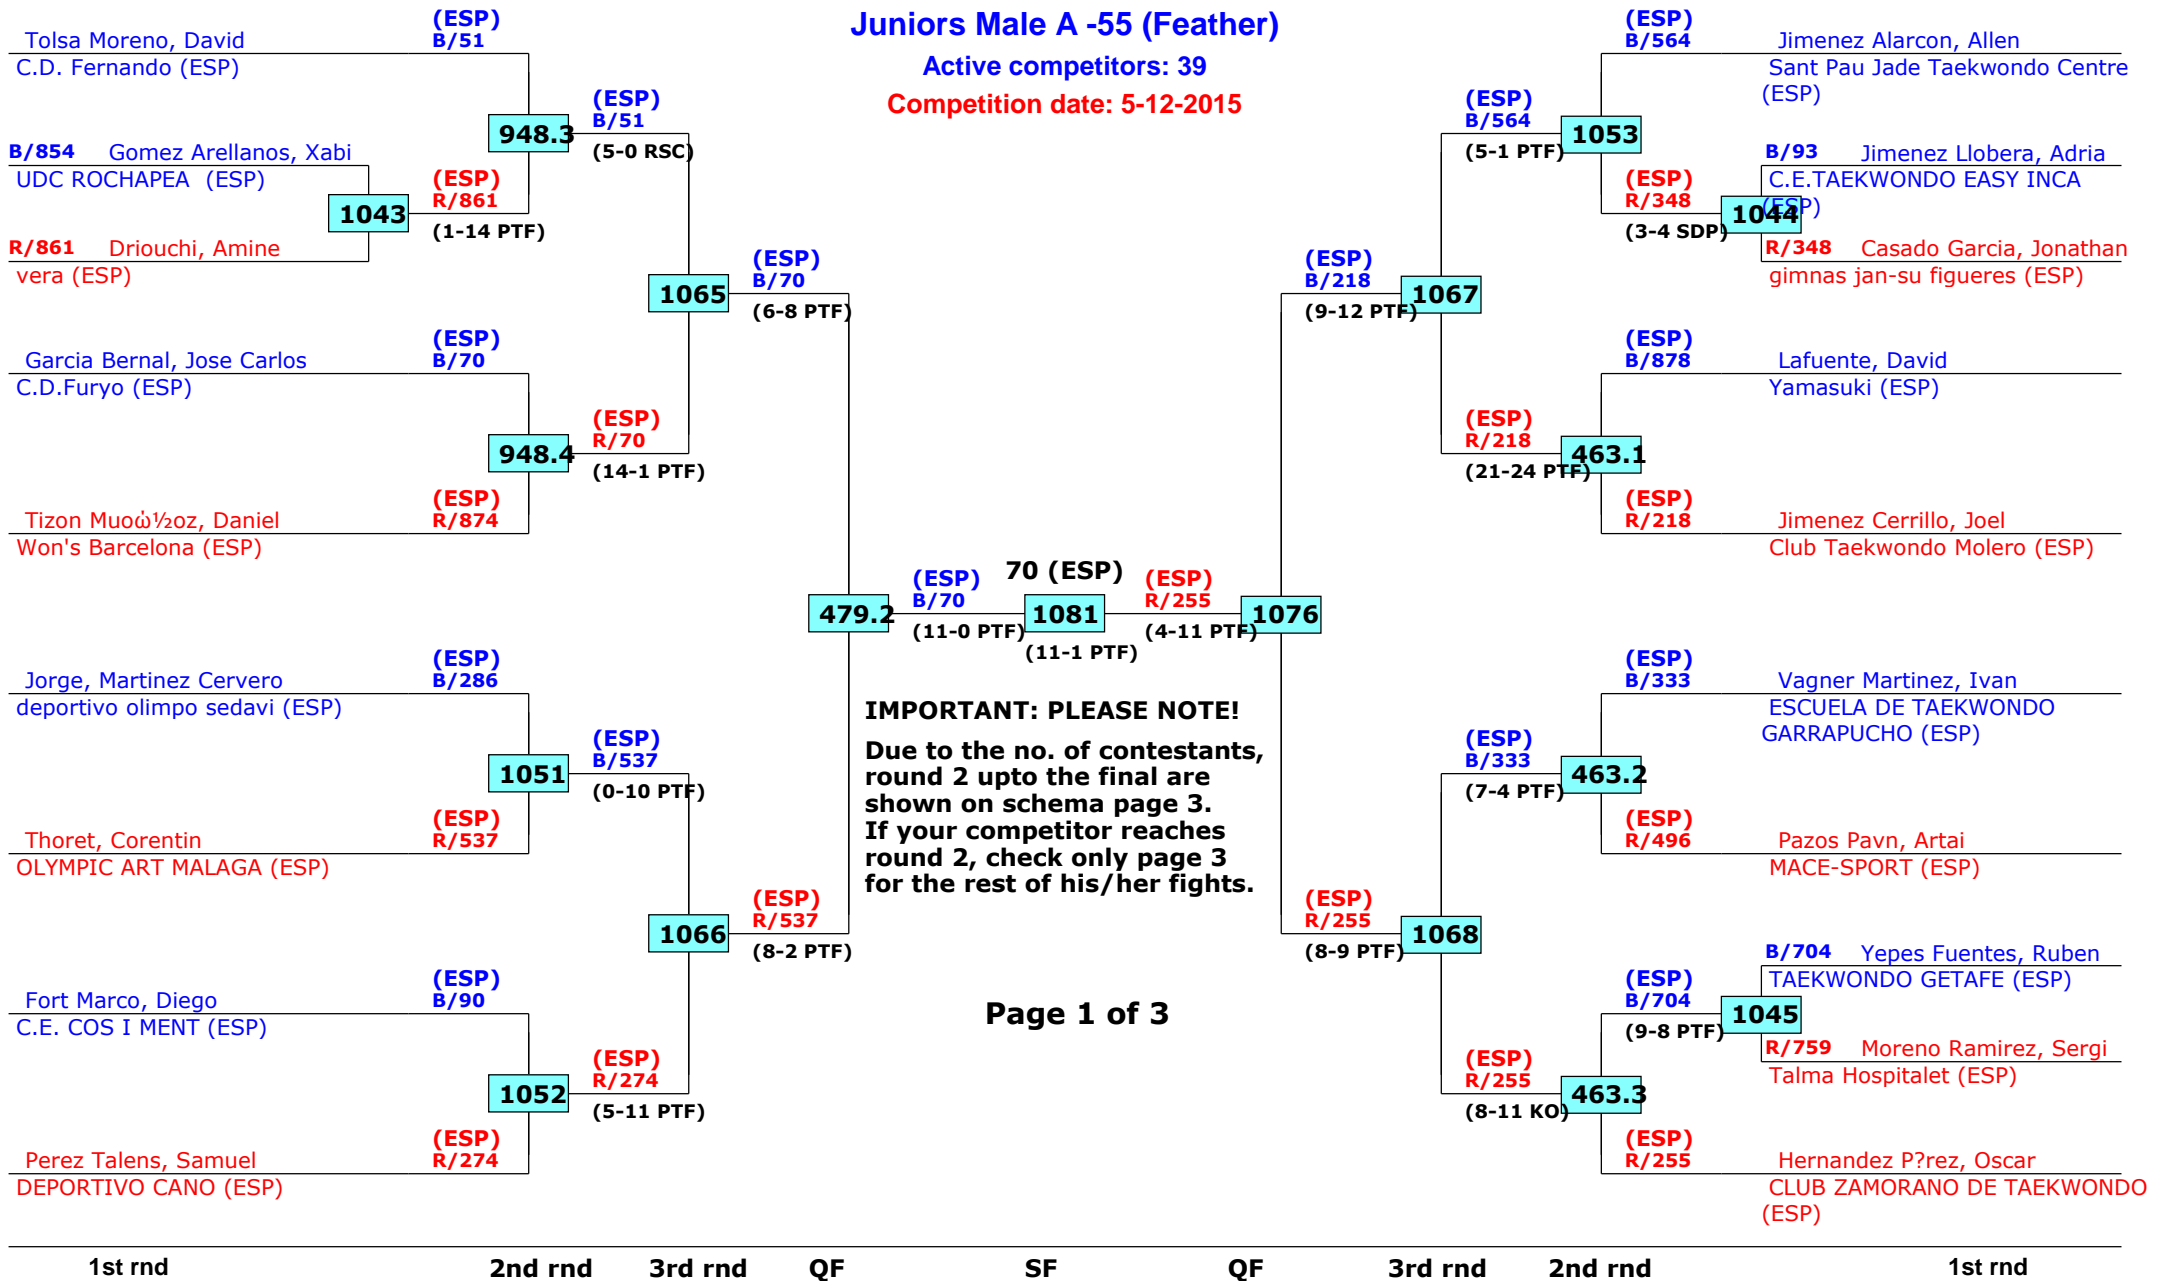 Juniors Male A -55 (Feather)
Active competitors: 39
Competition date: 5-12-2015
(ESP)
Tolsa Moreno, David B/51
C.D. Fernando (ESP)
948.3
(ESP)
B/51
(5-0 RSC)
B/854 Gomez Arellanos, Xabi
UDC ROCHAPEA (ESP)
1043
(ESP)
R/861
(1-14 PTF)
R/861 Driouchi, Amine
vera (ESP)
1065
(ESP)
B/70
(6-8 PTF)
(ESP)
Garcia Bernal, Jose Carlos B/70
C.D.Furyo (ESP)
948.4
(ESP)
R/70
(14-1 PTF)
(ESP)
Tizon Muoώ½oz, Daniel R/874
Won's Barcelona (ESP)
479.2
(ESP)
B/70
(11-0 PTF)
70 (ESP)
1081
(11-1 PTF)
(ESP)
R/255
(4-11 PTF)
1076
(ESP)
Jorge, Martinez Cervero B/286
deportivo olimpo sedavi (ESP)
1051
(ESP)
B/537
(0-10 PTF)
(ESP)
Thoret, Corentin R/537
OLYMPIC ART MALAGA (ESP)
1066
(ESP)
R/537
(8-2 PTF)
(ESP)
Fort Marco, Diego B/90
C.E. COS I MENT (ESP)
1052
(ESP)
R/274
(5-11 PTF)
(ESP)
Perez Talens, Samuel R/274
DEPORTIVO CANO (ESP)
IMPORTANT: PLEASE NOTE!
Due to the no. of contestants,
round 2 upto the final are
shown on schema page 3.
If your competitor reaches
round 2, check only page 3
for the rest of his/her fights.
Page 1 of 3
(ESP)
B/564 Jimenez Alarcon, Allen
Sant Pau Jade Taekwondo Centre
(ESP)
(ESP)
B/564
(5-1 PTF)
1053
B/93 Jimenez Llobera, Adria
C.E.TAEKWONDO EASY INCA
(ESP)
(ESP)
R/348
(3-4 SDP)
1044
R/348 Casado Garcia, Jonathan
gimnas jan-su figueres (ESP)
(ESP)
B/218
(9-12 PTF)
1067
(ESP)
B/878 Lafuente, David
Yamasuki (ESP)
(ESP)
R/218
(21-24 PTF)
463.1
(ESP)
R/218 Jimenez Cerrillo, Joel
Club Taekwondo Molero (ESP)
(ESP)
B/333 Vagner Martinez, Ivan
ESCUELA DE TAEKWONDO
GARRAPUCHO (ESP)
(ESP)
B/333
(7-4 PTF)
463.2
(ESP)
R/496 Pazos Pavn, Artai
MACE-SPORT (ESP)
(ESP)
R/255
(8-9 PTF)
1068
B/704 Yepes Fuentes, Ruben
TAEKWONDO GETAFE (ESP)
(ESP)
B/704
(9-8 PTF)
1045
R/759 Moreno Ramirez, Sergi
Talma Hospitalet (ESP)
(ESP)
R/255
(8-11 KO)
463.3
(ESP)
R/255 Hernandez P?rez, Oscar
CLUB ZAMORANO DE TAEKWONDO
(ESP)
1st rnd 2nd rnd 3rd rnd QF SF QF 3rd rnd 2nd rnd 1st rnd